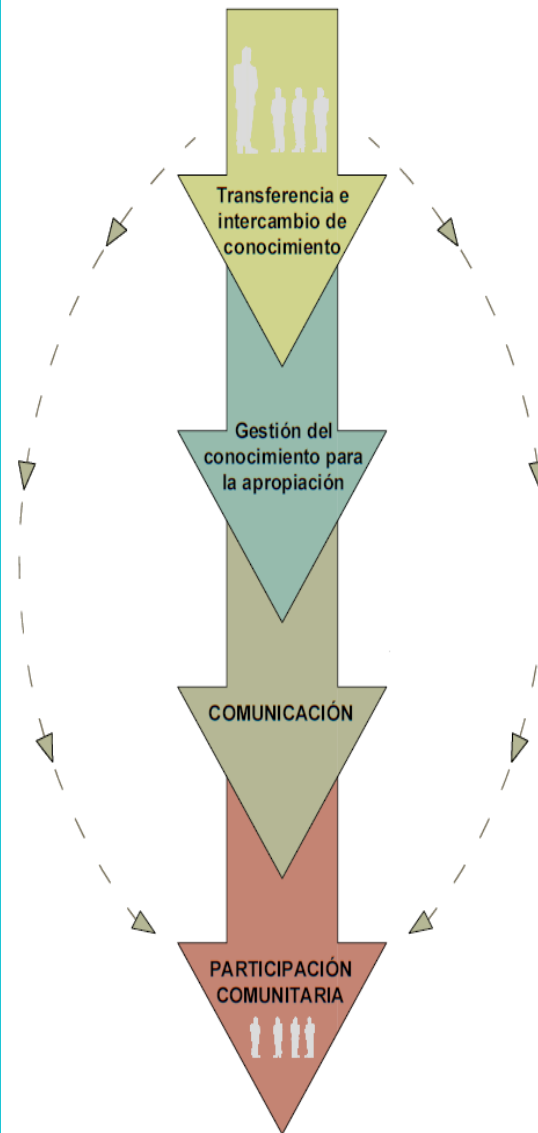 Transferencia e
intercambio de
conocimiento
Gestión del
conocimiento para
la apropiación
COMUNICACIÓN
PARTICIPACIÓN
COMUNITARIA